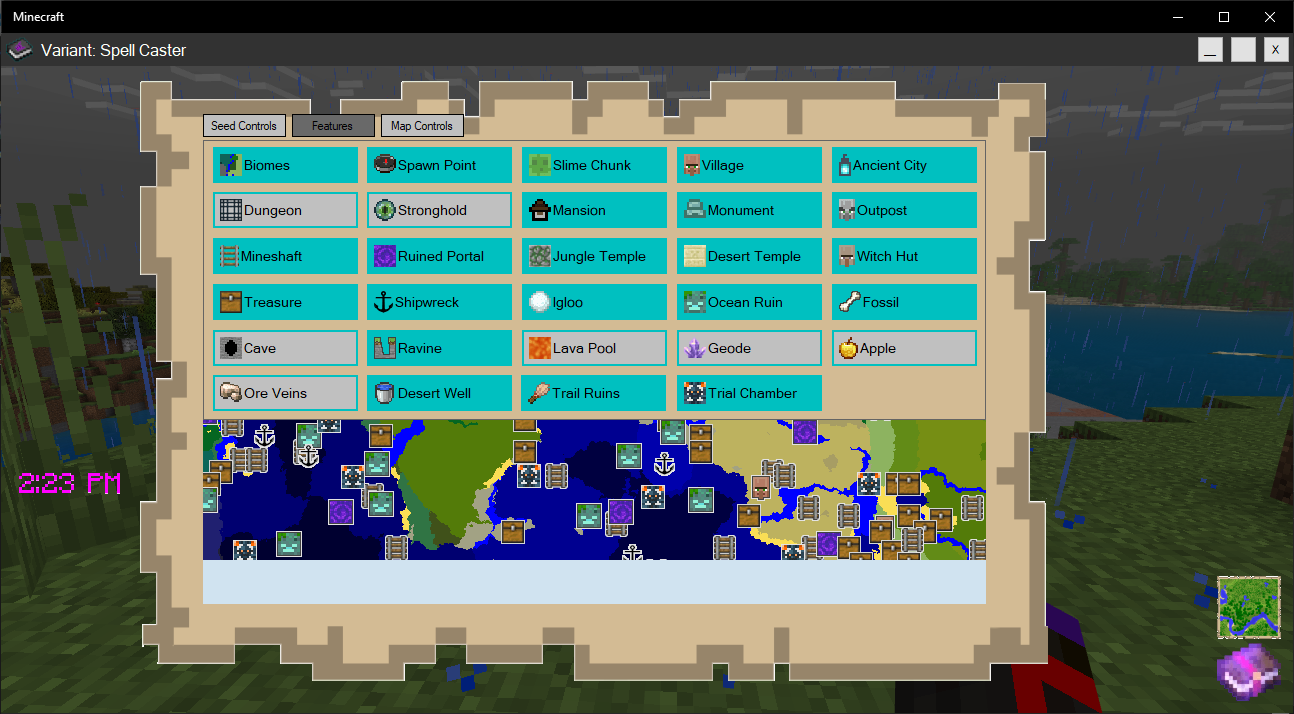 Minecraft
Variant: Spell Caster
X
Seed Controls Features Map Controls
Biomes Spawn Point Slime Chunk Village Ancient City
Dungeon Stronghold Mansion Monument Outpost
Mineshaft Ruined Portal Jungle Temple Desert Temple Witch Hut
Treasure Shipwreck Igloo Ocean Ruin Fossil
Cave Ravine Lava Pool Geode Apple
Ore Veins Desert Well Trail Ruins Trial Chamber
2:23 PM